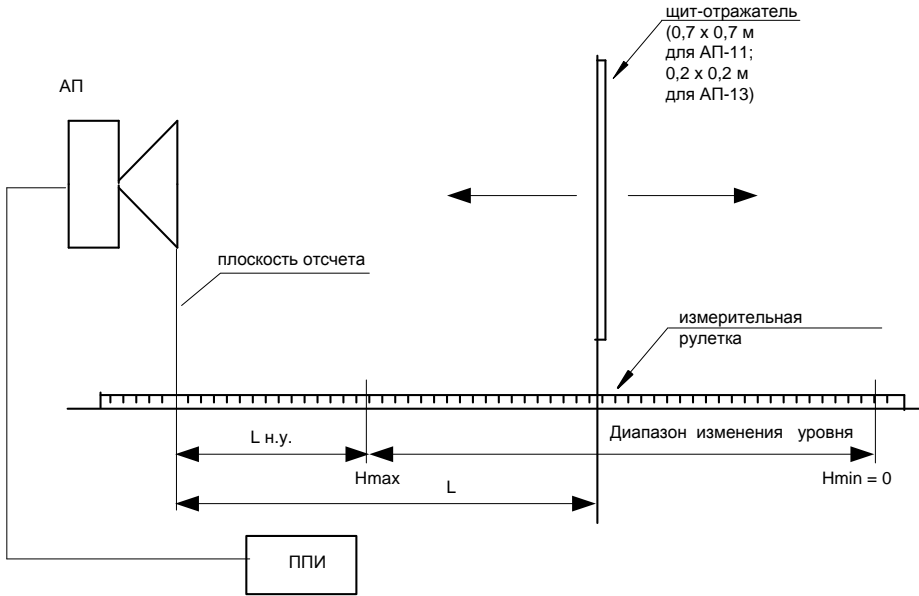 щит-отражатель
(0,7 x 0,7 м
для АП-11;
0,2 x 0,2 м
для АП-13)
АП
плоскость отсчета
измерительная
рулетка
L н.у.
Диапазон изменения уровня
Hmax
L
Hmin = 0
ППИ